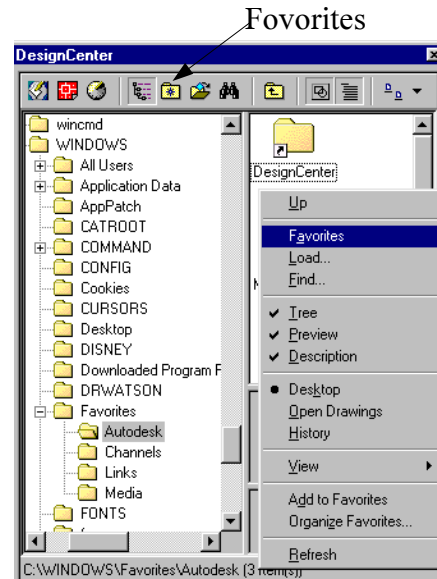 Fovorites
DesignCenter
wincmd
WINDOWS
All Users
Application Data
AppPatch
CATROOT
COMMAND
CONFIG
Cookies
CURSORS
Desktop
DISNEY
Downloaded Program F
DRWATSON
Favorites
Autodesk
Channels
Links
Media
FONTS
DesignCenter
Up
Favorites
Load...
Find...
Tree
Preview
Description
Desktop
Open Drawings
History
View
Add to Favorites
Organize Favorites...
Refresh
C:\WINDOWS\Favorites\Autodesk (3 item(s))